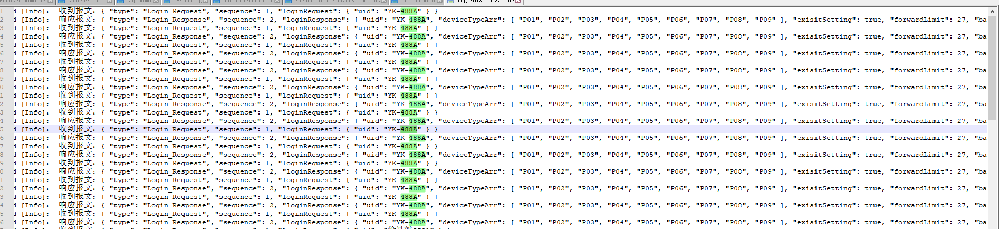 Adduser.xaml.cs Adduser.xaml App.xaml .vsconfig bdl_bluetooth.db Scenario1_Discovery.xaml.cs Button.xaml log_2019-05-25.log
1 i [Info]: 收到报文: { "type": "Login_Request", "sequence": 1, "loginRequest": { "uid": "YK-488A" } }
2 i [Info]: 响应报文: { "type": "Login_Response", "sequence": 2, "loginResponse": { "uid": "YK-488A", "deviceTypeArr": [ "P01", "P02", "P03", "P04", "P05", "P06", "P07", "P08", "P09" ], "exisitSetting": true, "forwardLimit": 27, "ba
3 i [Info]: 收到报文: { "type": "Login_Request", "sequence": 1, "loginRequest": { "uid": "YK-488A" } }
4 i [Info]: 响应报文: { "type": "Login_Response", "sequence": 2, "loginResponse": { "uid": "YK-488A", "deviceTypeArr": [ "P01", "P02", "P03", "P04", "P05", "P06", "P07", "P08", "P09" ], "exisitSetting": true, "forwardLimit": 27, "ba
5 i [Info]: 收到报文: { "type": "Login_Request", "sequence": 1, "loginRequest": { "uid": "YK-488A" } }
6 i [Info]: 响应报文: { "type": "Login_Response", "sequence": 2, "loginResponse": { "uid": "YK-488A", "deviceTypeArr": [ "P01", "P02", "P03", "P04", "P05", "P06", "P07", "P08", "P09" ], "exisitSetting": true, "forwardLimit": 27, "ba
7 i [Info]: 收到报文: { "type": "Login_Request", "sequence": 1, "loginRequest": { "uid": "YK-488A" } }
8 i [Info]: 响应报文: { "type": "Login_Response", "sequence": 2, "loginResponse": { "uid": "YK-488A", "deviceTypeArr": [ "P01", "P02", "P03", "P04", "P05", "P06", "P07", "P08", "P09" ], "exisitSetting": true, "forwardLimit": 27, "ba
9 i [Info]: 收到报文: { "type": "Login_Request", "sequence": 1, "loginRequest": { "uid": "YK-488A" } }
0 i [Info]: 响应报文: { "type": "Login_Response", "sequence": 2, "loginResponse": { "uid": "YK-488A", "deviceTypeArr": [ "P01", "P02", "P03", "P04", "P05", "P06", "P07", "P08", "P09" ], "exisitSetting": true, "forwardLimit": 27, "ba
1 i [Info]: 收到报文: { "type": "Login_Request", "sequence": 1, "loginRequest": { "uid": "YK-488A" } }
2 i [Info]: 响应报文: { "type": "Login_Response", "sequence": 2, "loginResponse": { "uid": "YK-488A", "deviceTypeArr": [ "P01", "P02", "P03", "P04", "P05", "P06", "P07", "P08", "P09" ], "exisitSetting": true, "forwardLimit": 27, "ba
3 i [Info]: 收到报文: { "type": "Login_Request", "sequence": 1, "loginRequest": { "uid": "YK-488A" } }
4 i [Info]: 响应报文: { "type": "Login_Response", "sequence": 2, "loginResponse": { "uid": "YK-488A", "deviceTypeArr": [ "P01", "P02", "P03", "P04", "P05", "P06", "P07", "P08", "P09" ], "exisitSetting": true, "forwardLimit": 27, "ba
5 i [Info]: 收到报文: { "type": "Login_Request", "sequence": 1, "loginRequest": { "uid": "YK-488A" } }
6 i [Info]: 响应报文: { "type": "Login_Response", "sequence": 2, "loginResponse": { "uid": "YK-488A", "deviceTypeArr": [ "P01", "P02", "P03", "P04", "P05", "P06", "P07", "P08", "P09" ], "exisitSetting": true, "forwardLimit": 27, "ba
7 i [Info]: 收到报文: { "type": "Login_Request", "sequence": 1, "loginRequest": { "uid": "YK-488A" } }
8 i [Info]: 响应报文: { "type": "Login_Response", "sequence": 2, "loginResponse": { "uid": "YK-488A", "deviceTypeArr": [ "P01", "P02", "P03", "P04", "P05", "P06", "P07", "P08", "P09" ], "exisitSetting": true, "forwardLimit": 27, "ba
9 i [Info]: 收到报文: { "type": "Login_Request", "sequence": 1, "loginRequest": { "uid": "YK-488A" } }
0 i [Info]: 响应报文: { "type": "Login_Response", "sequence": 2, "loginResponse": { "uid": "YK-488A", "deviceTypeArr": [ "P01", "P02", "P03", "P04", "P05", "P06", "P07", "P08", "P09" ], "exisitSetting": true, "forwardLimit": 27, "ba
1 i [Info]: 收到报文: { "type": "Login_Request", "sequence": 1, "loginRequest": { "uid": "YK-488A" } }
2 i [Info]: 响应报文: { "type": "Login_Response", "sequence": 2, "loginResponse": { "uid": "YK-488A", "deviceTypeArr": [ "P01", "P02", "P03", "P04", "P05", "P06", "P07", "P08", "P09" ], "exisitSetting": true, "forwardLimit": 27, "ba
3 i [Info]: 收到报文: { "type": "Login_Request", "sequence": 1, "loginRequest": { "uid": "YK-488A" } }
4 i [Info]: 响应报文: { "type": "Login_Response", "sequence": 2, "loginResponse": { "uid": "YK-488A", "deviceTypeArr": [ "P01", "P02", "P03", "P04", "P05", "P06", "P07", "P08", "P09" ], "exisitSetting": true, "forwardLimit": 27, "ba
5 i [Info]: 收到报文: { "type": "Login_Request", "sequence": 1, "loginRequest": { "uid": "YK-488A" } }
6 i [Info]: 响应报文: { "type": "Login_Response", "sequence": 2, "loginResponse": { "uid": "YK-488A", "deviceTypeArr": [ "P01", "P02", "P03", "P04", "P05", "P06", "P07", "P08", "P09" ], "exisitSetting": true, "forwardLimit": 27, "ba